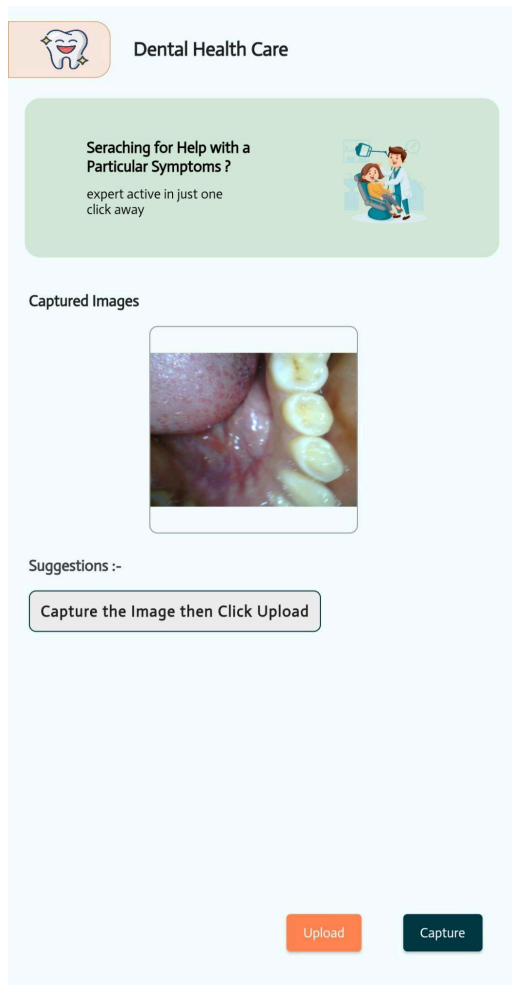 Dental Health Care
Seraching for Help with a
Particular Symptoms ?
expert active in just one
click away
Captured Images
Suggestions :-
Capture the Image then Click Upload
Upload
Capture